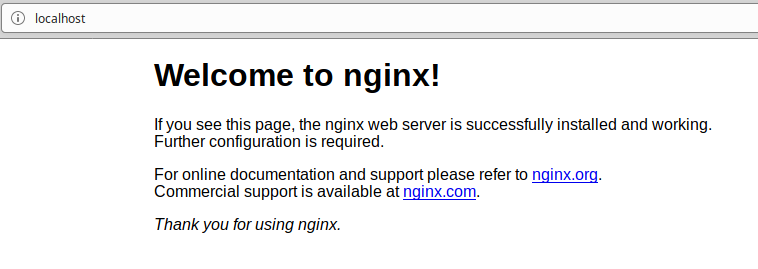 localhost
Welcome to nginx!
If you see this page, the nginx web server is successfully installed and working.
Further configuration is required.
For online documentation and support please refer to nginx.org.
Commercial support is available at nginx.com.
Thank you for using nginx.